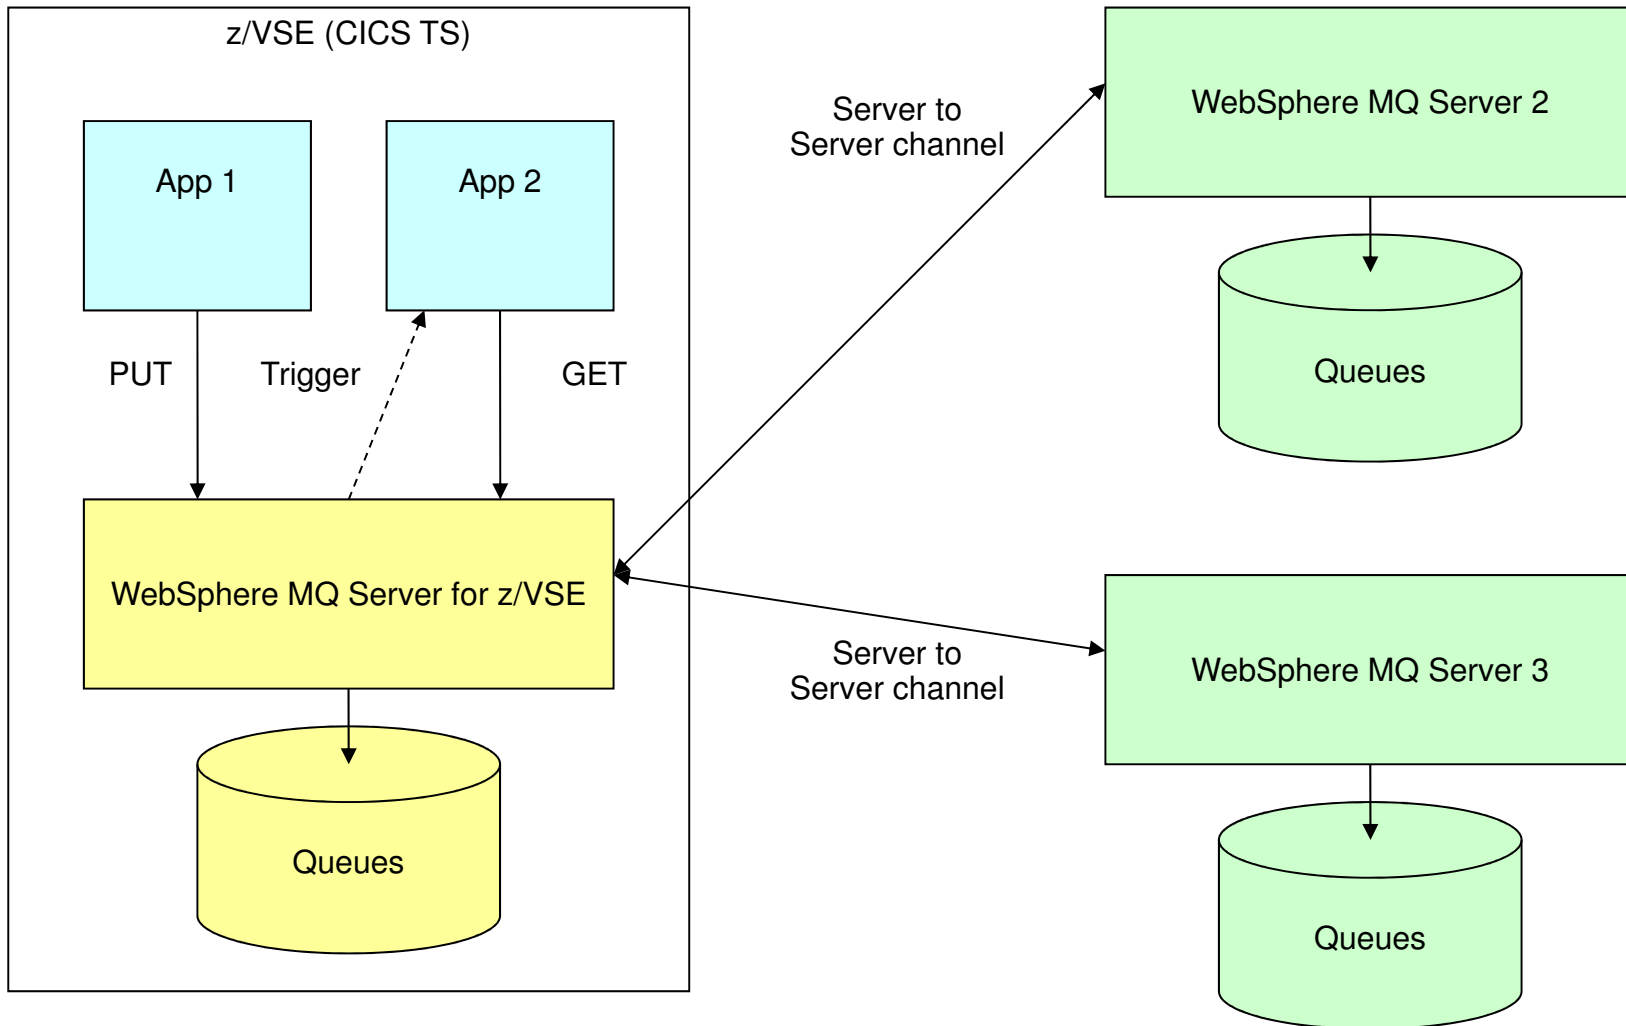 z/VSE (CICS TS)
App 1
App 2
PUT
Trigger
GET
WebSphere MQ Server for z/VSE
Queues
Server to
Server channel
WebSphere MQ Server 2
Queues
Server to
Server channel
WebSphere MQ Server 3
Queues